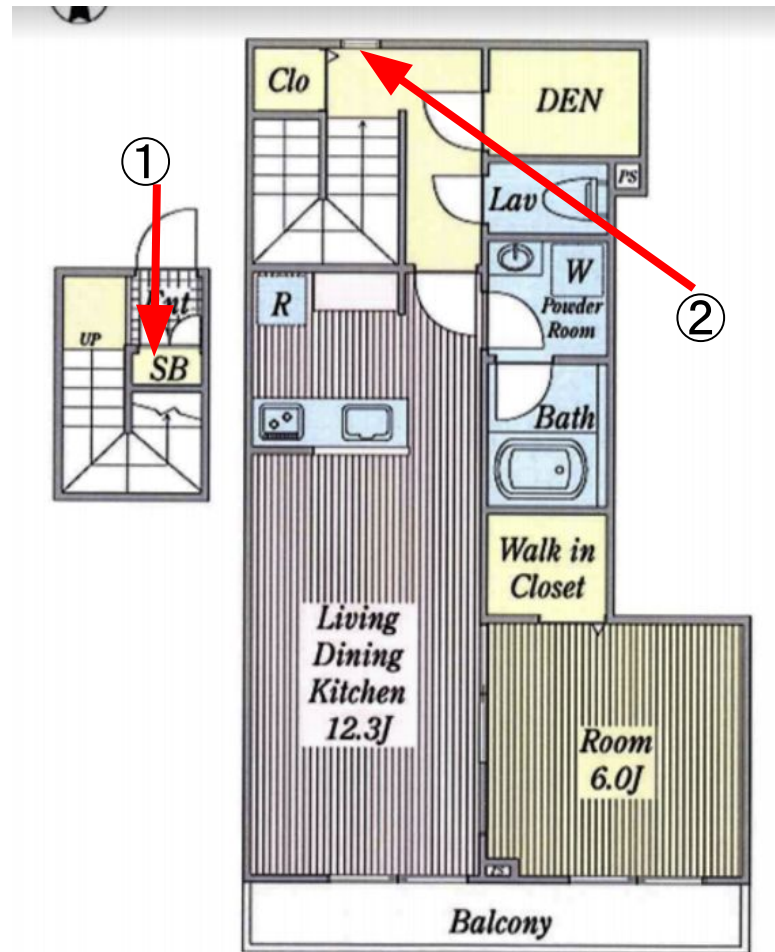 Clo
DEN
①
PS
Lav
Ent
W
R
Powder
Room
②
UP
SB
Bath
Walk in
Closet
Living
Dining
Kitchen
12.3J
Room
6.0J
PS
Balcony